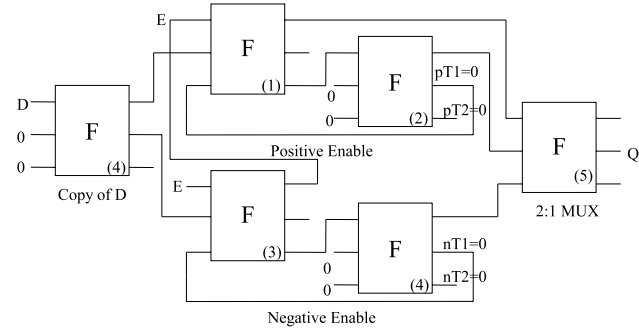 E
F
(1)
F
0
0
pT1=0
pT2=0
(2)
Positive Enable
D
0
0
F
(4)
Copy of D
F
Q
(5)
2:1 MUX
E
F
(3)
F
0
0
nT1=0
nT2=0
(4)
Negative Enable